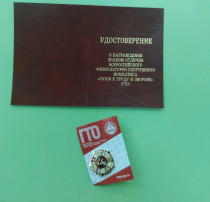 УДОСТОВЕРЕНИЕ
О НАГРАЖДЕНИИ
ЗНАКОМ ОТЛИЧИЯ
ВСЕРОССИЙСКОГО
ФИЗКУЛЬТУРНО-СПОРТИВНОГО
КОМПЛЕКСА
«ГОТОВ К ТРУДУ И ОБОРОНЕ»
(ГТО)
ГТО